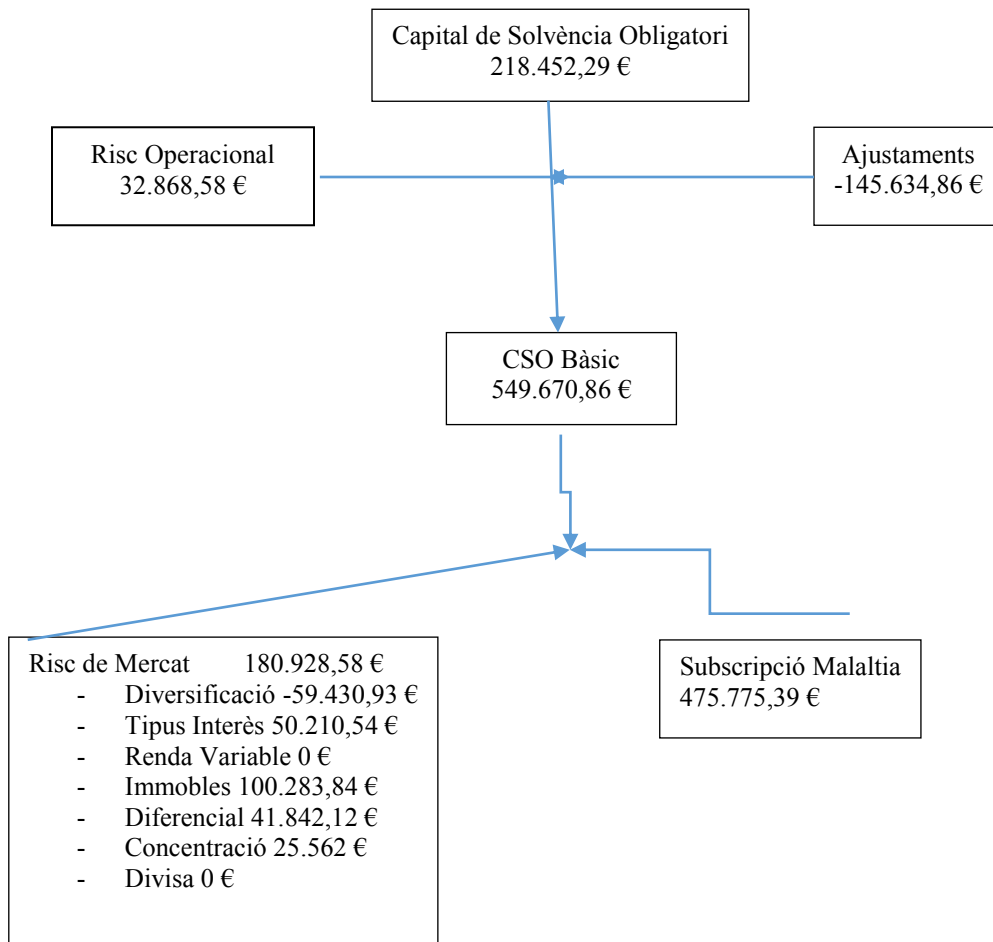 Capital de Solvència Obligatori
218.452,29 €
Risc Operacional
32.868,58 €
Ajustaments
-145.634,86 €
CSO Bàsic
549.670,86 €
Risc de Mercat 180.928,58 €
- Diversificació -59.430,93 €
- Tipus Interès 50.210,54 €
- Renda Variable 0 €
- Immobles 100.283,84 €
- Diferencial 41.842,12 €
- Concentració 25.562 €
- Divisa 0 €
Subscripció Malaltia
475.775,39 €